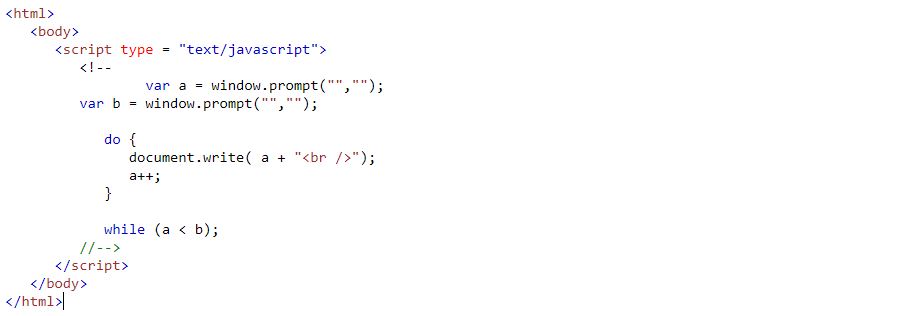 <html>
<body>
<script type = "text/javascript">
<!--
var a = window.prompt("","");
var b = window.prompt("","");
do {
document.write( a + "<br />");
a++;
}
while (a < b);
//-->
</script>
</body>
</html>